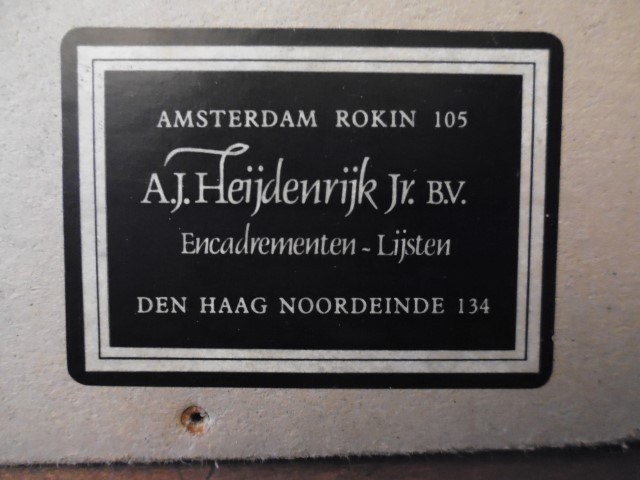 AMSTERDAM ROKIN 105
A.J. Heijdenrijk Jr. B.V.
Encadrementen ~ Lijsten
DEN HAAG NOORDEINDE 134